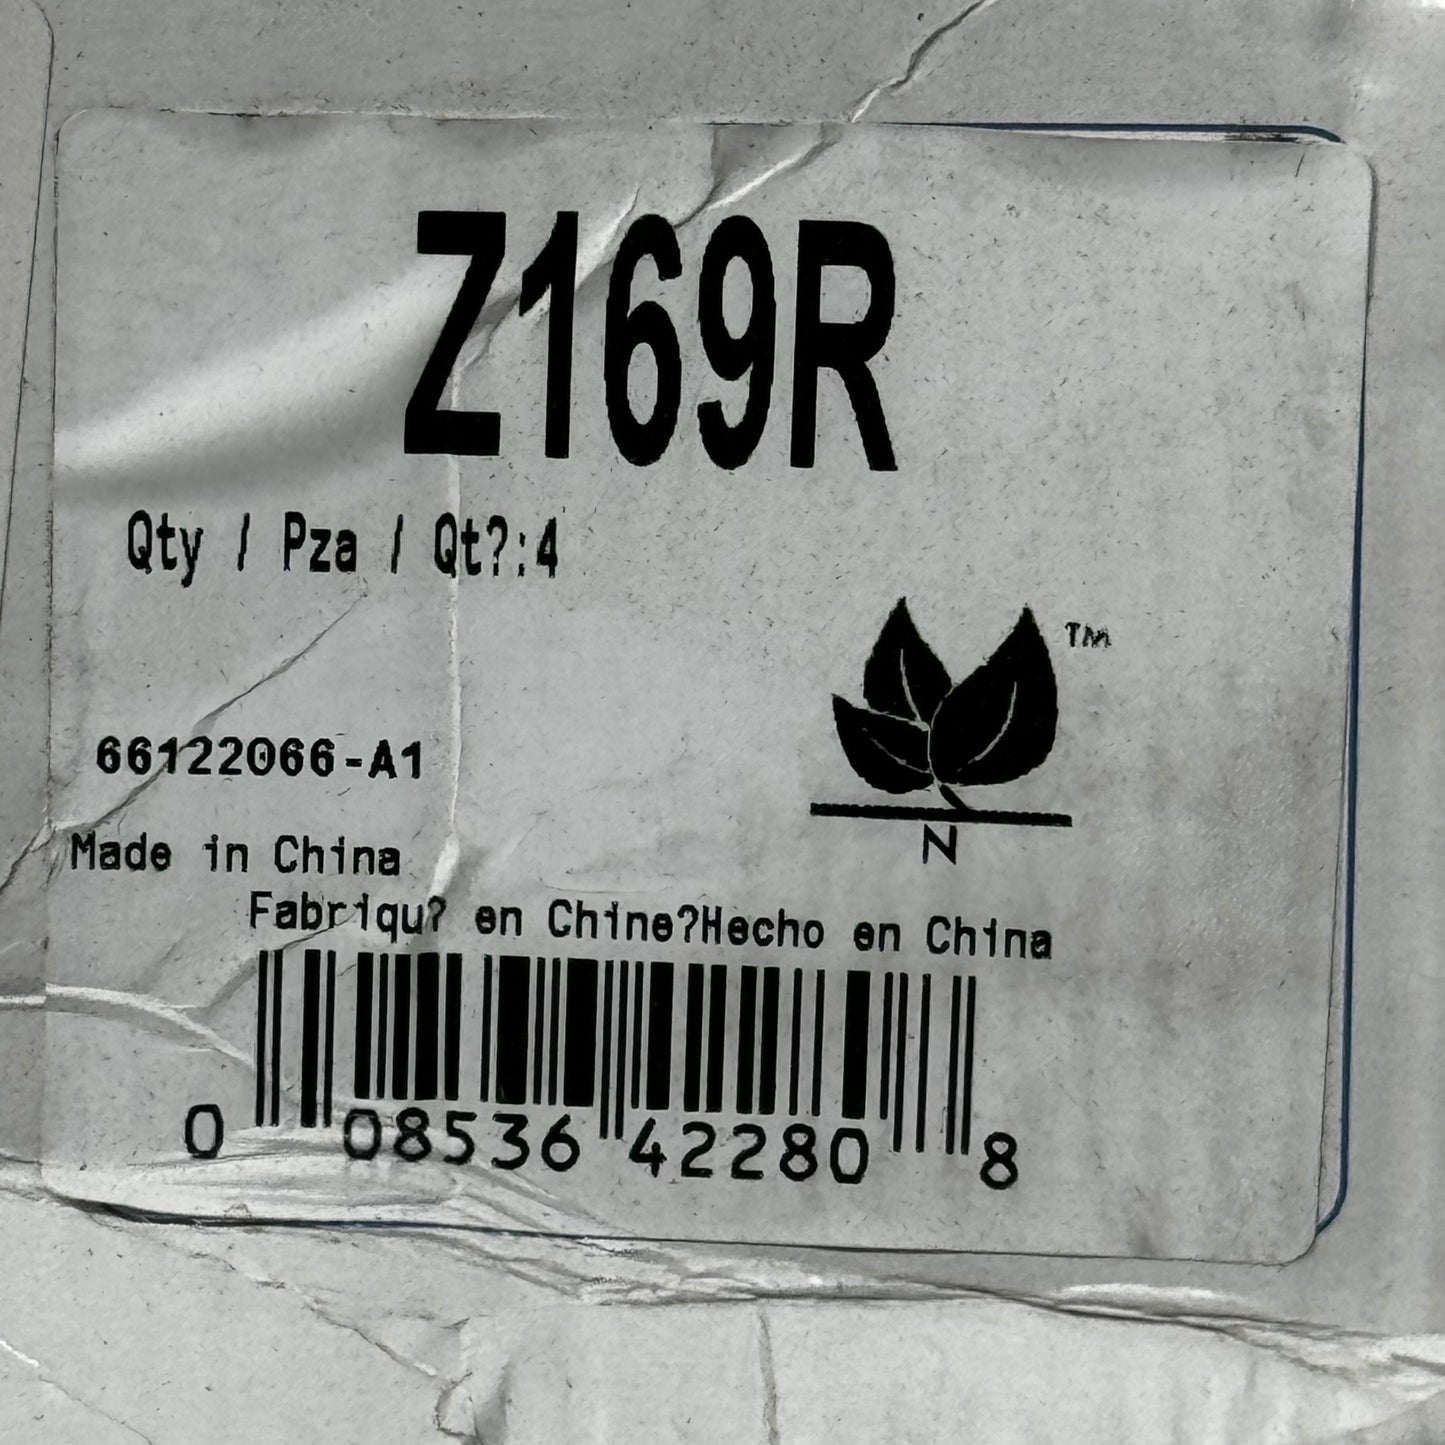 Z169R
Qty / Pza / Qt?:4
TM
66122066-A1
N
Made in China
Fabriqu? en Chine?Hecho en China
0 08536 42280 8